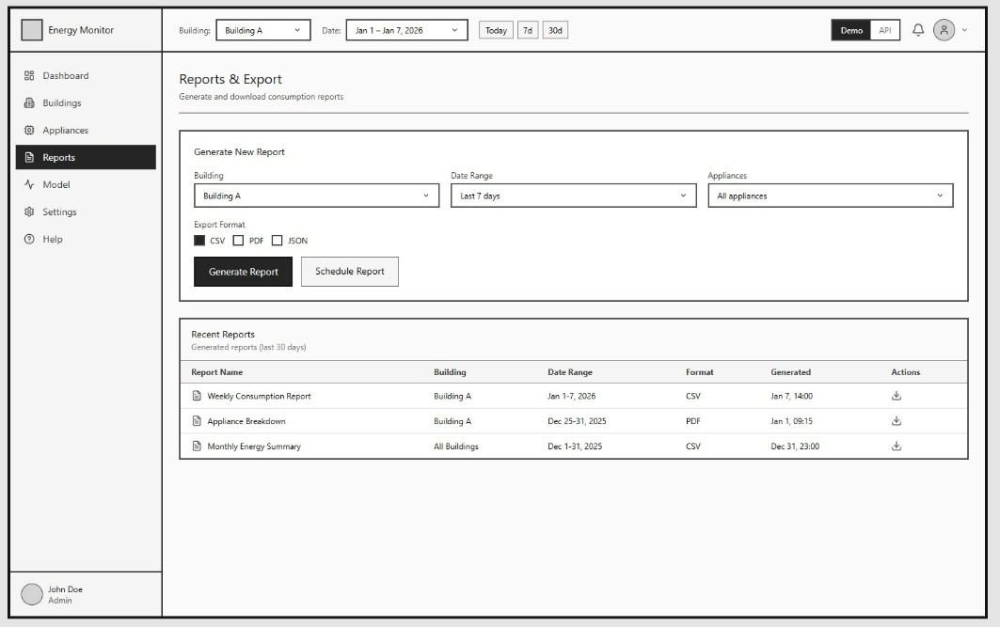 Energy Monitor
Building: Building A Date: Jan 1 – Jan 7, 2026 Today 7d 30d Demo API
Dashboard
Buildings
Appliances
Reports
Model
Settings
Help
John Doe
Admin
Reports & Export
Generate and download consumption reports
Generate New Report
Building Date Range Appliances
Building A Last 7 days All appliances
Export Format
CSV PDF JSON
Generate Report Schedule Report
Recent Reports
Generated reports (last 30 days)
Report Name Building Date Range Format Generated Actions
Weekly Consumption Report Building A Jan 1-7, 2026 CSV Jan 7, 14:00
Appliance Breakdown Building A Dec 25-31, 2025 PDF Jan 1, 09:15
Monthly Energy Summary All Buildings Dec 1-31, 2025 CSV Dec 31, 23:00